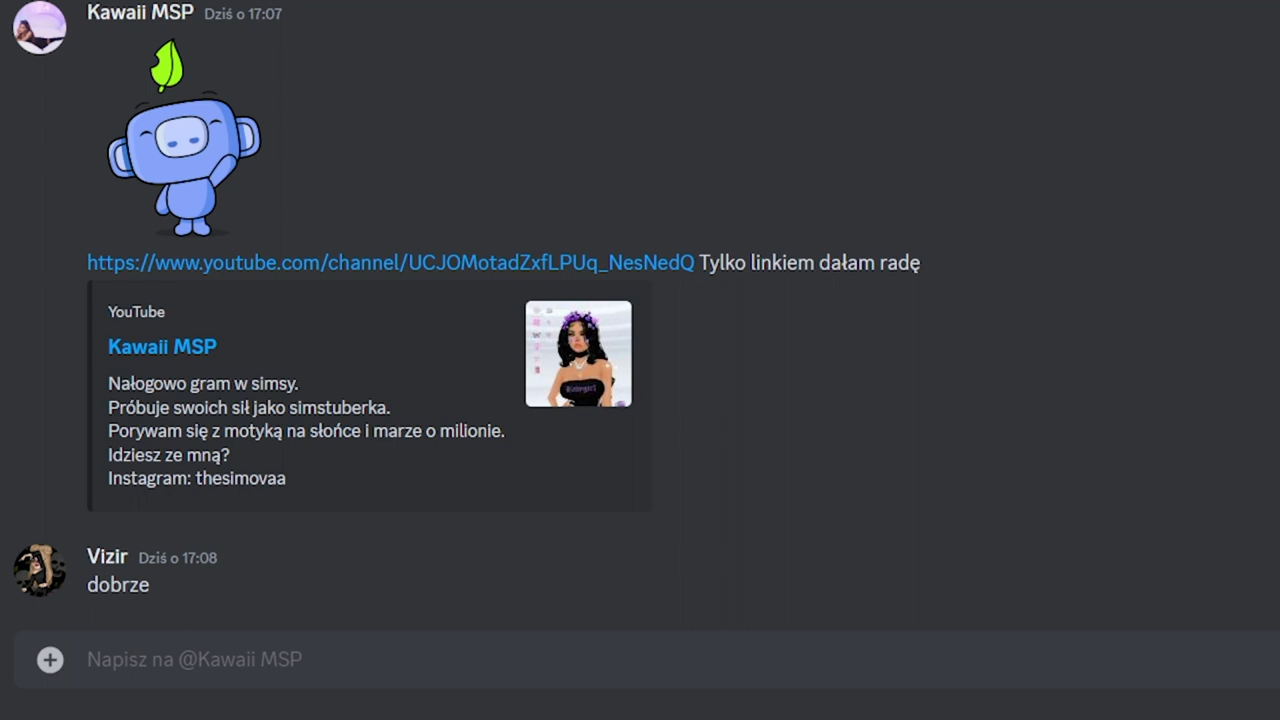 Kawaii MSP Dziś o 17:07
https://www.youtube.com/channel/UCJOMotadZxfLPUq_NesNedQ Tylko linkiem dałam radę
YouTube
Kawaii MSP
Nałogowo gram w simsy.
Próbuje swoich sił jako simstuberka.
Porywam się z motyką na słońce i marze o milionie.
Idziesz ze mną?
Instagram: thesimovaa
Vizir Dziś o 17:08
dobrze
Napisz na @Kawaii MSP